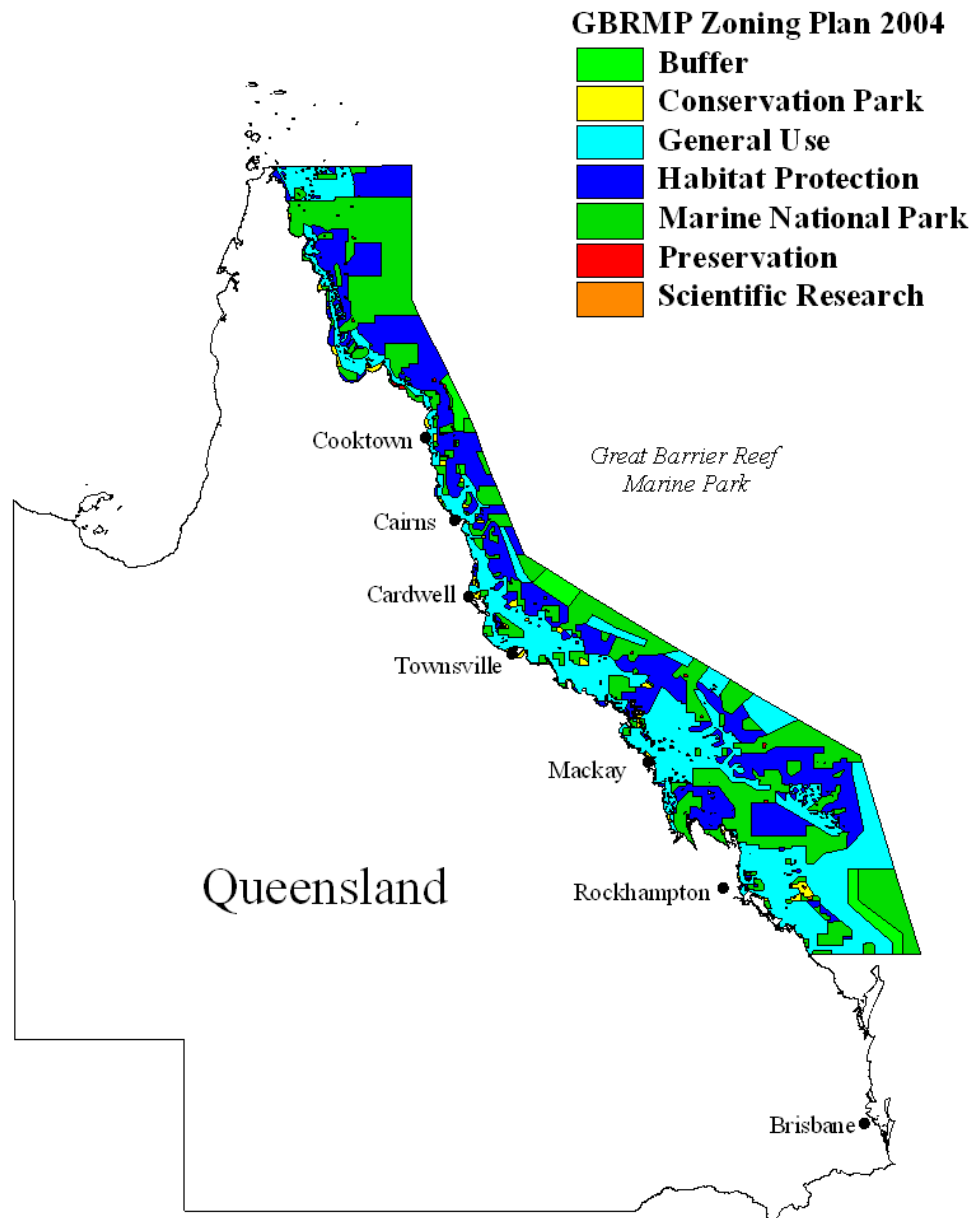 GBRMP Zoning Plan 2004
Buffer
Conservation Park
General Use
Habitat Protection
Marine National Park
Preservation
Scientific Research
Cooktown
Great Barrier Reef
Marine Park
Cairns
Cardwell
Townsville
Mackay
Queensland
Rockhampton
Brisbane